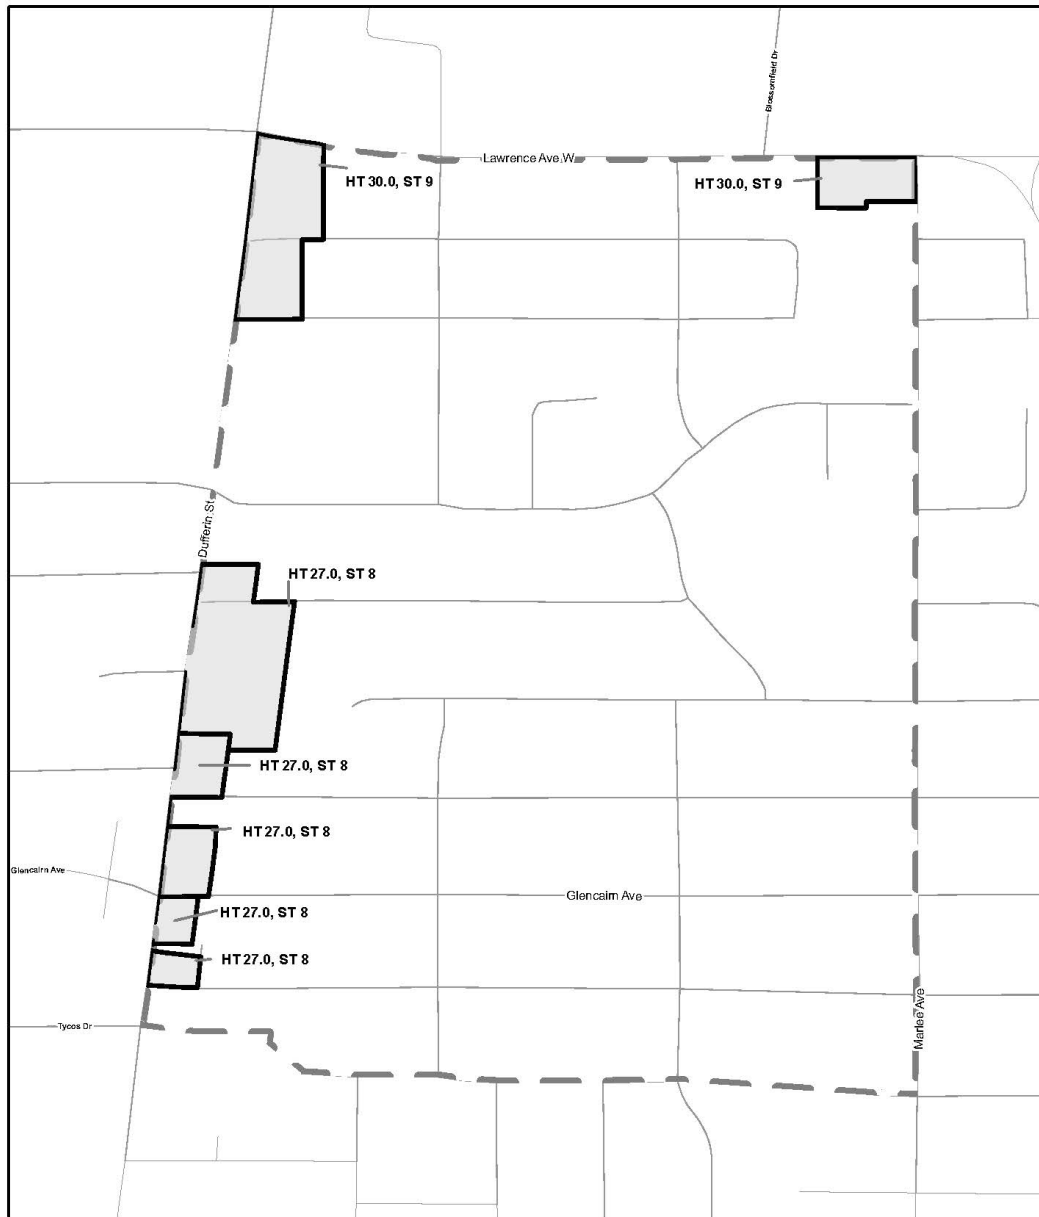 Blossomfield Dr
Lawrence Ave W
HT 30.0, ST 9
HT 30.0, ST 9
Dufferin St
HT 27.0, ST 8
HT 27.0, ST 8
HT 27.0, ST 8
Glencairn Ave
Glencairn Ave
HT 27.0, ST 8
HT 27.0, ST 8
Marlee Ave
Tycos Dr